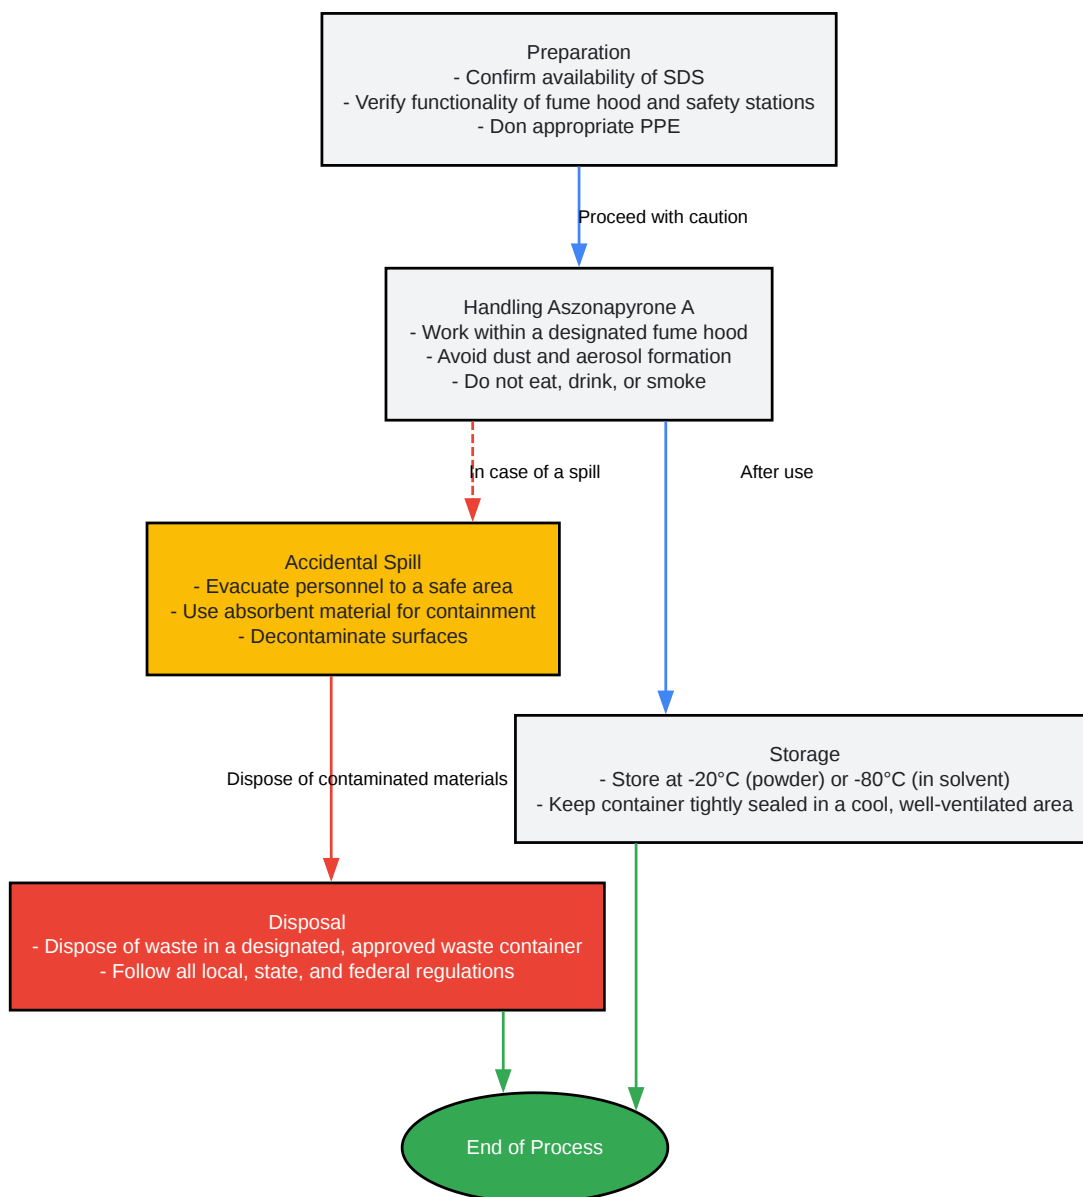 Preparation
- Confirm availability of SDS
- Verify functionality of fume hood and safety stations
- Don appropriate PPE
Proceed with caution
Handling Aszonapyrone A
- Work within a designated fume hood
- Avoid dust and aerosol formation
- Do not eat, drink, or smoke
In case of a spill
After use
Accidental Spill
- Evacuate personnel to a safe area
- Use absorbent material for containment
- Decontaminate surfaces
Storage
- Store at -20°C (powder) or -80°C (in solvent)
- Keep container tightly sealed in a cool, well-ventilated area
Dispose of contaminated materials
Disposal
- Dispose of waste in a designated, approved waste container
- Follow all local, state, and federal regulations
End of Process